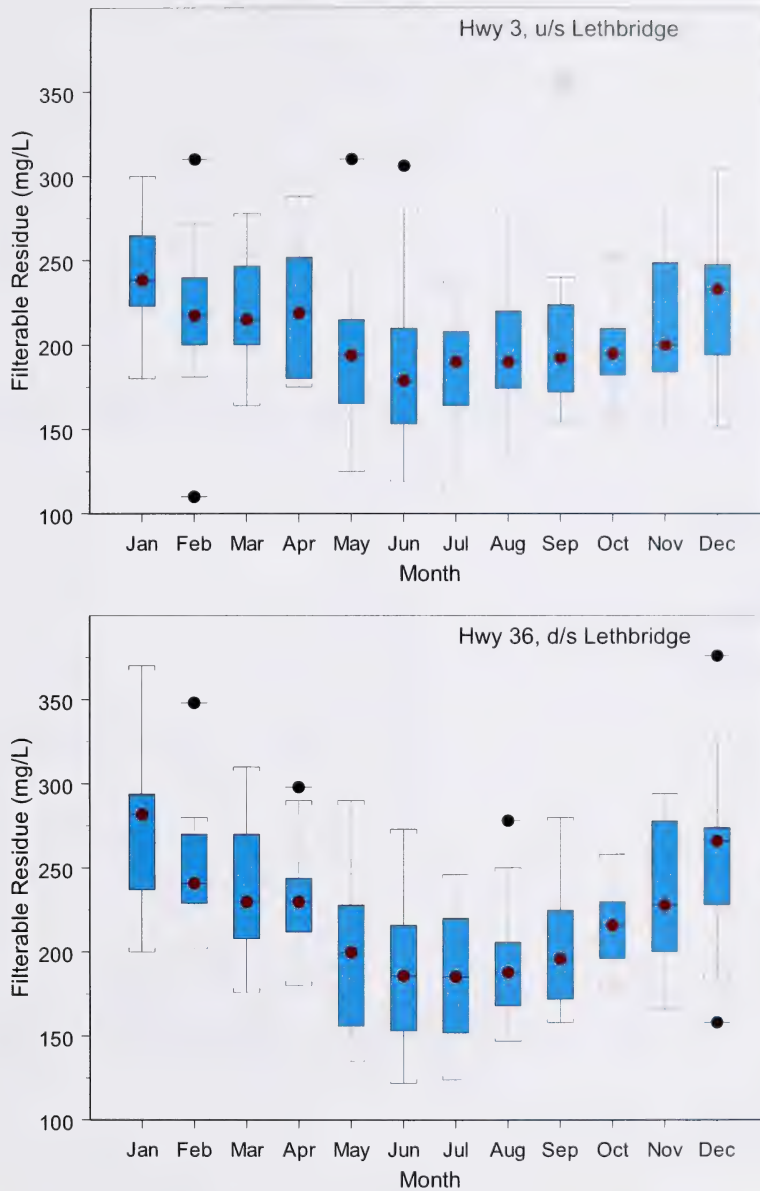 Hwy 3, u/s Lethbridge
Filterable Residue (mg/L)
350
300
250
200
150
100
Jan Feb Mar Apr May Jun Jul Aug Sep Oct Nov Dec
Month
Hwy 36, d/s Lethbridge
Filterable Residue (mg/L)
350
300
250
200
150
100
Jan Feb Mar Apr May Jun Jul Aug Sep Oct Nov Dec
Month